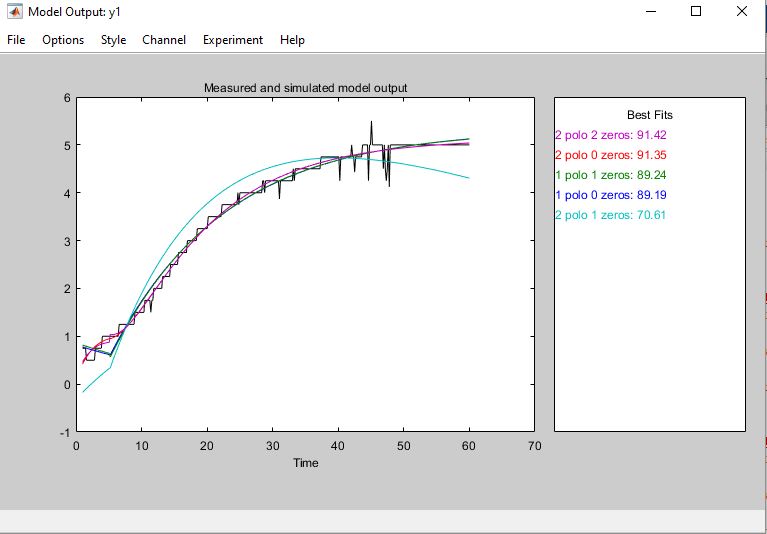 Model Output: y1
File Options Style Channel Experiment Help
Measured and simulated model output
6
5
4
3
2
1
0
-1
0 10 20 30 40 50 60 70
Time
Best Fits
2 polo 2 zeros: 91.42
2 polo 0 zeros: 91.35
1 polo 1 zeros: 89.24
1 polo 0 zeros: 89.19
2 polo 1 zeros: 70.61